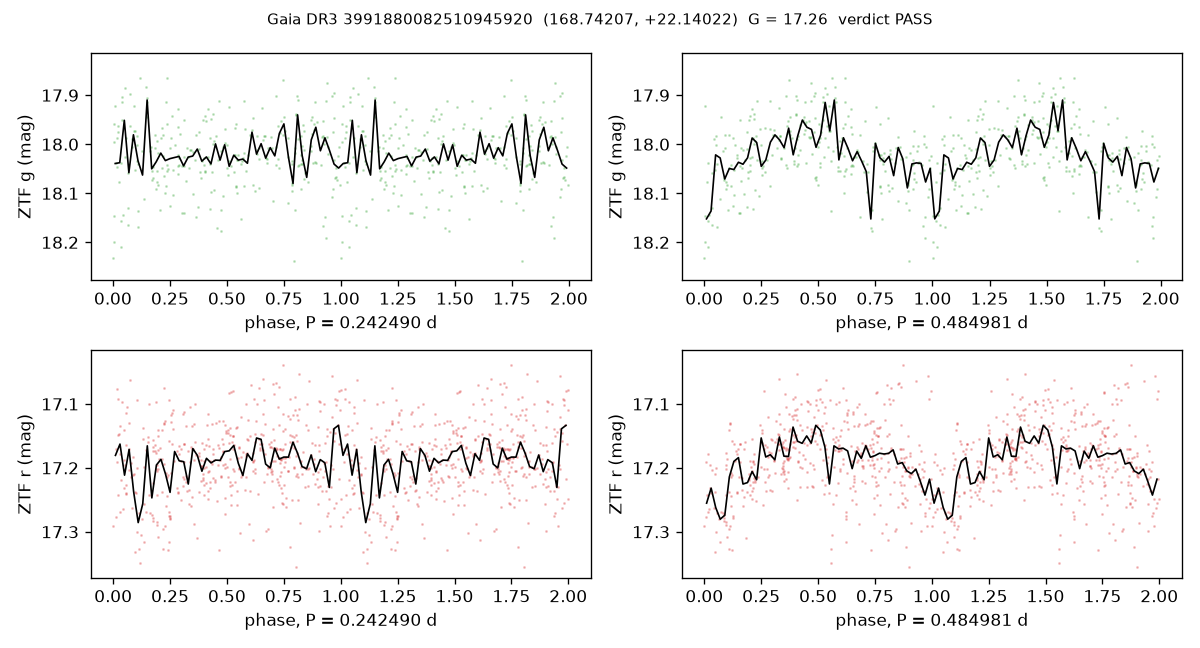 Gaia DR3 3991880082510945920 (168.74207, +22.14022) G = 17.26 verdict PASS
ZTF g (mag)
17.9
18.0
18.1
18.2
0.00 0.25 0.50 0.75 1.00 1.25 1.50 1.75 2.00
phase, P = 0.242490 d
ZTF g (mag)
17.9
18.0
18.1
18.2
0.00 0.25 0.50 0.75 1.00 1.25 1.50 1.75 2.00
phase, P = 0.484981 d
ZTF r (mag)
17.1
17.2
17.3
0.00 0.25 0.50 0.75 1.00 1.25 1.50 1.75 2.00
phase, P = 0.242490 d
ZTF r (mag)
17.1
17.2
17.3
0.00 0.25 0.50 0.75 1.00 1.25 1.50 1.75 2.00
phase, P = 0.484981 d